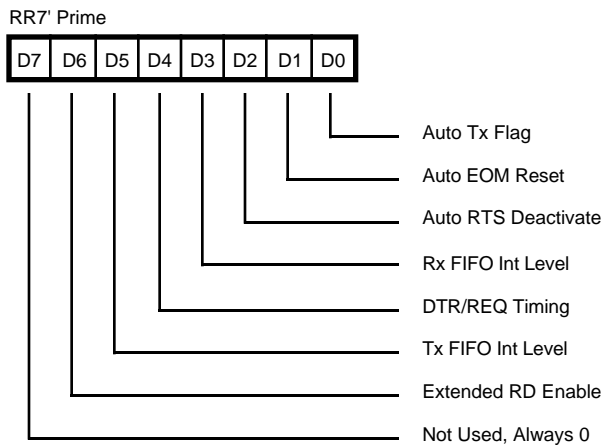 RR7' Prime
D7 D6 D5 D4 D3 D2 D1 D0
Auto Tx Flag
Auto EOM Reset
Auto RTS Deactivate
Rx FIFO Int Level
DTR/REQ Timing
Tx FIFO Int Level
Extended RD Enable
Not Used, Always 0